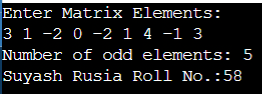 Enter Matrix Elements:
3 1 -2 0 -2 1 4 -1 3
Number of odd elements: 5
Suyash Rusia Roll No.:58